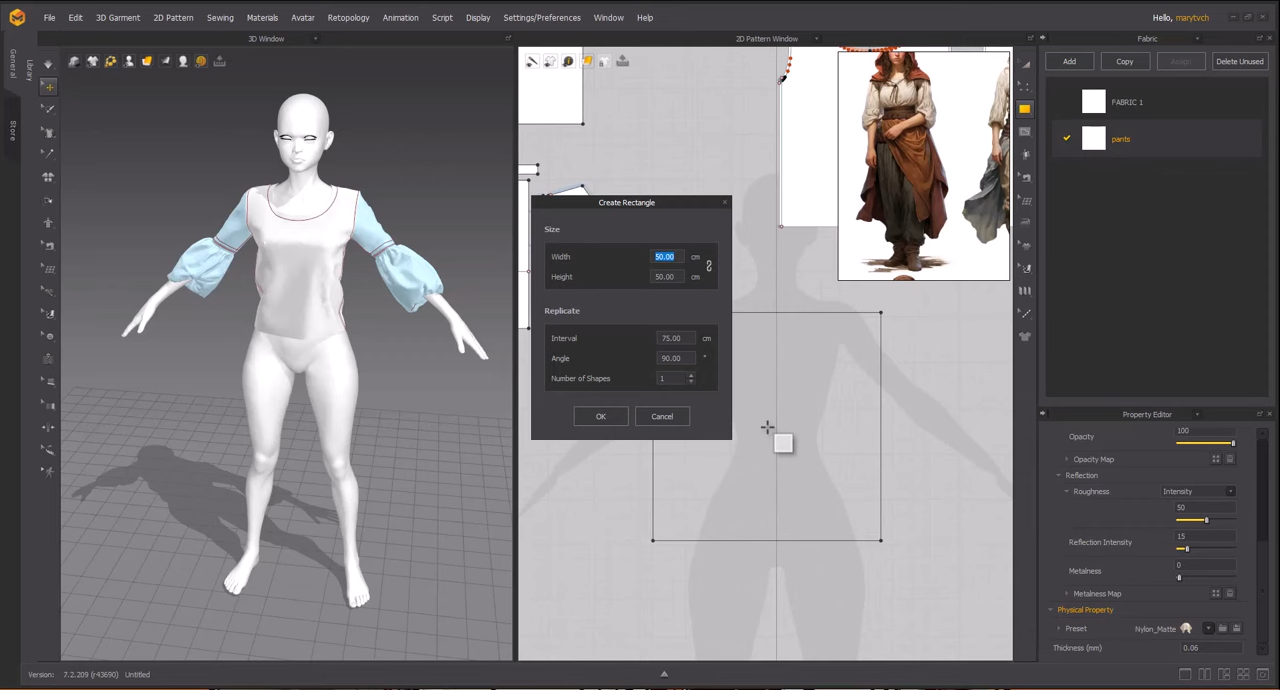 File Edit 3D Garment 2D Pattern Sewing Materials Avatar Retopology Animation Script Display Settings/Preferences Window Help Hello, marytvch
General
Library
Store
3D Window
2D Pattern Window
Fabric
Add Copy Assign Delete Unused
FABRIC 1
pants
Create Rectangle
Size
Width 50.00 cm
Height 50.00 cm
Replicate
Interval 75.00 cm
Angle 90.00 °
Number of Shapes 1
OK Cancel
Property Editor
Opacity 100
Opacity Map
Reflection
Roughness Intensity
50
Reflection Intensity 15
Metalness 0
Metalness Map
Physical Property
Preset Nylon_Matte
Thickness (mm) 0.06
Version: 7.2.209 (r43690) Untitled